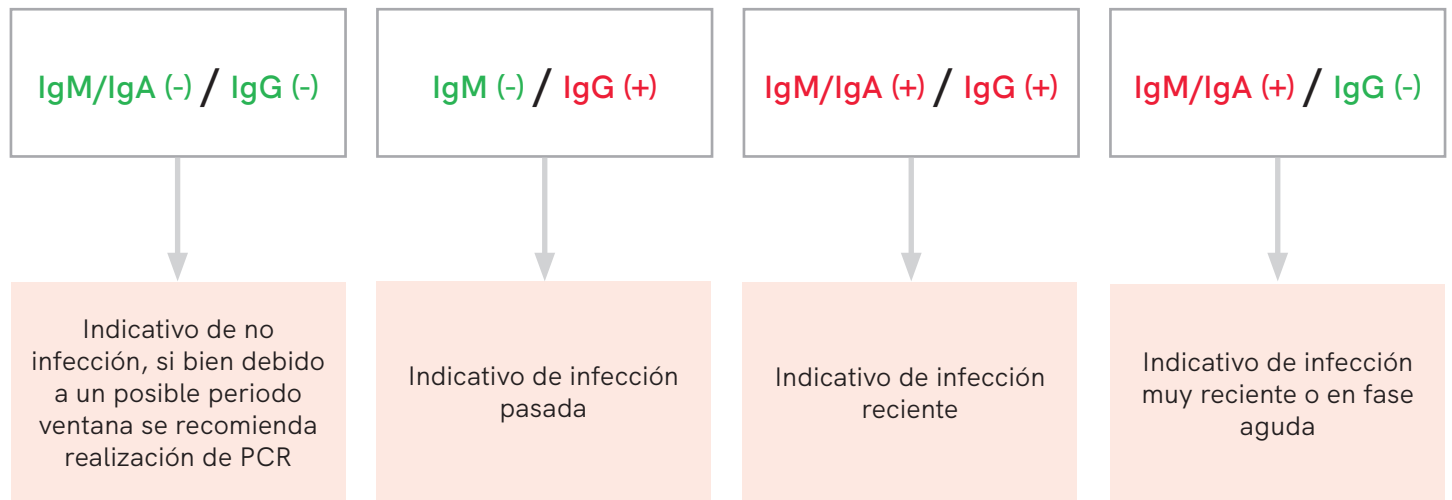 IgM/IgA (-) / IgG (-)
IgM (-) / IgG (+)
IgM/IgA (+) / IgG (+)
IgM/IgA (+) / IgG (-)
Indicativo de no
infección, si bien debido
a un posible periodo
ventana se recomienda
realización de PCR
Indicativo de infección
pasada
Indicativo de infección
reciente
Indicativo de infección
muy reciente o en fase
aguda